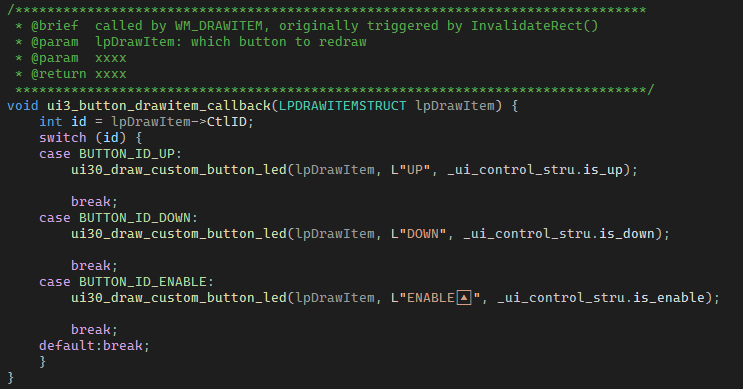 /*******************************************************************************
 * @brief  called by WM_DRAWITEM, originally triggered by InvalidateRect()
 * @param  lpDrawItem: which button to redraw
 * @param  xxxx
 * @return xxxx
 *******************************************************************************/
void ui3_button_drawitem_callback(LPDRAWITEMSTRUCT lpDrawItem) {
    int id = lpDrawItem->CtlID;
    switch (id) {
    case BUTTON_ID_UP:
        ui30_draw_custom_button_led(lpDrawItem, L"UP", _ui_control_stru.is_up);
        break;
    case BUTTON_ID_DOWN:
        ui30_draw_custom_button_led(lpDrawItem, L"DOWN", _ui_control_stru.is_down);
        break;
    case BUTTON_ID_ENABLE:
        ui30_draw_custom_button_led(lpDrawItem, L"ENABLE🔼", _ui_control_stru.is_enable);
        break;
    default:break;
    }
}